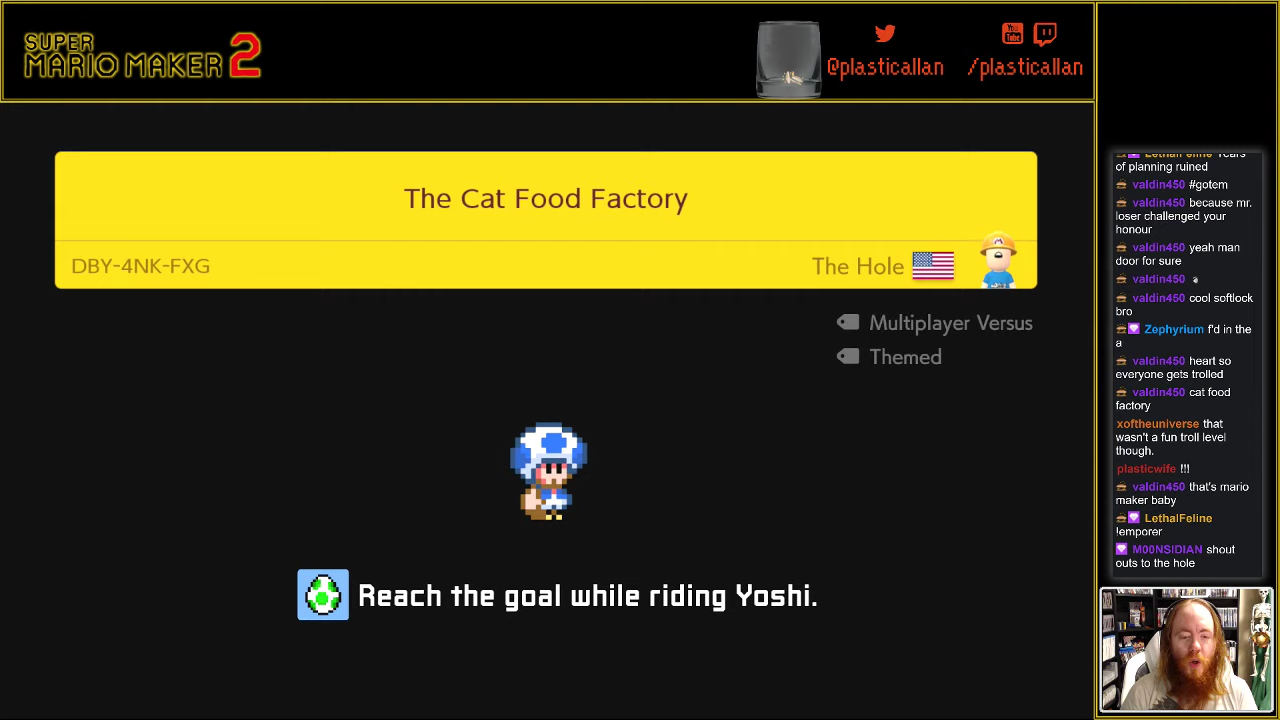 SUPER
MARIO MAKER 2
@plasticallan
/plasticallan
The Cat Food Factory
DBY-4NK-FXG
The Hole
Multiplayer Versus
Themed
Reach the goal while riding Yoshi.
of planning ruined
valdin450 #gotem
valdin450 because mr.
loser challenged your
honour
valdin450 yeah man
door for sure
valdin450
valdin450 cool softlock
bro
Zephyrium f'd in the
a
valdin450 heart so
everyone gets trolled
valdin450 cat food
factory
xoftheuniverse that
wasn't a fun troll level
though.
plasticwife !!!
valdin450 that's mario
maker baby
LethalFeline
!emporer
M00NSIDIAN shout
outs to the hole